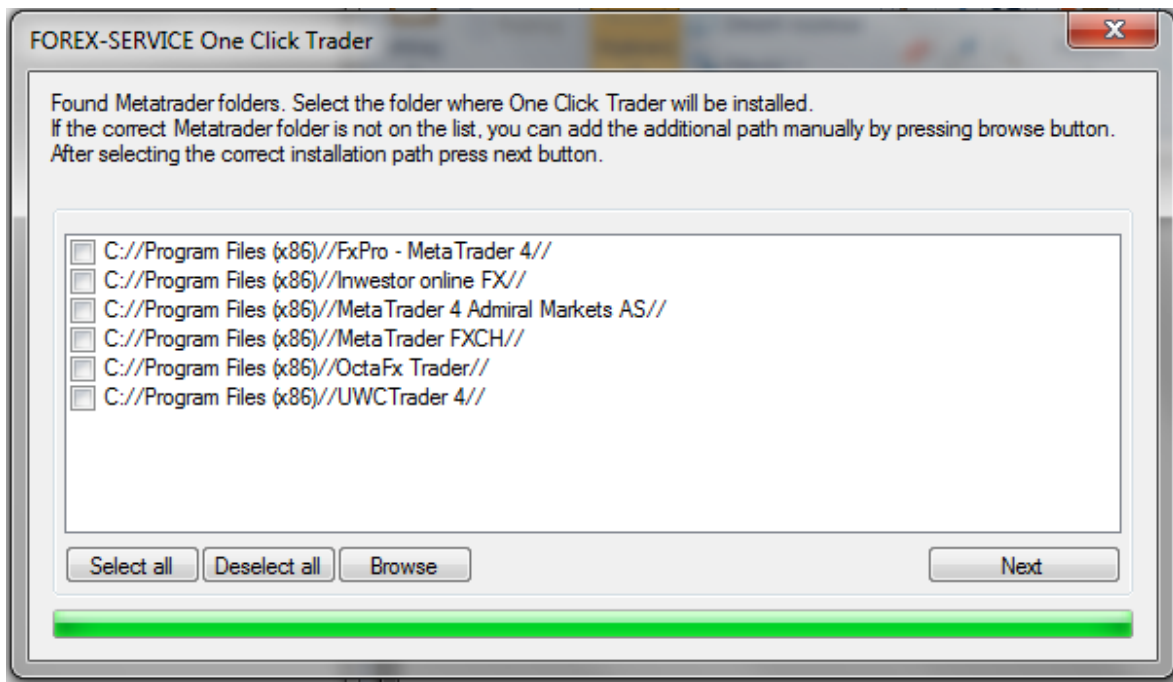 FOREX-SERVICE One Click Trader
Found Metatrader folders. Select the folder where One Click Trader will be installed.
If the correct Metatrader folder is not on the list, you can add the additional path manually by pressing browse button.
After selecting the correct installation path press next button.
C://Program Files (x86)//FxPro - MetaTrader 4//
C://Program Files (x86)//Inwestor online FX//
C://Program Files (x86)//MetaTrader 4 Admiral Markets AS//
C://Program Files (x86)//MetaTrader FXCH//
C://Program Files (x86)//OctaFx Trader//
C://Program Files (x86)//UWCTrader 4//
Select all Deselect all Browse Next